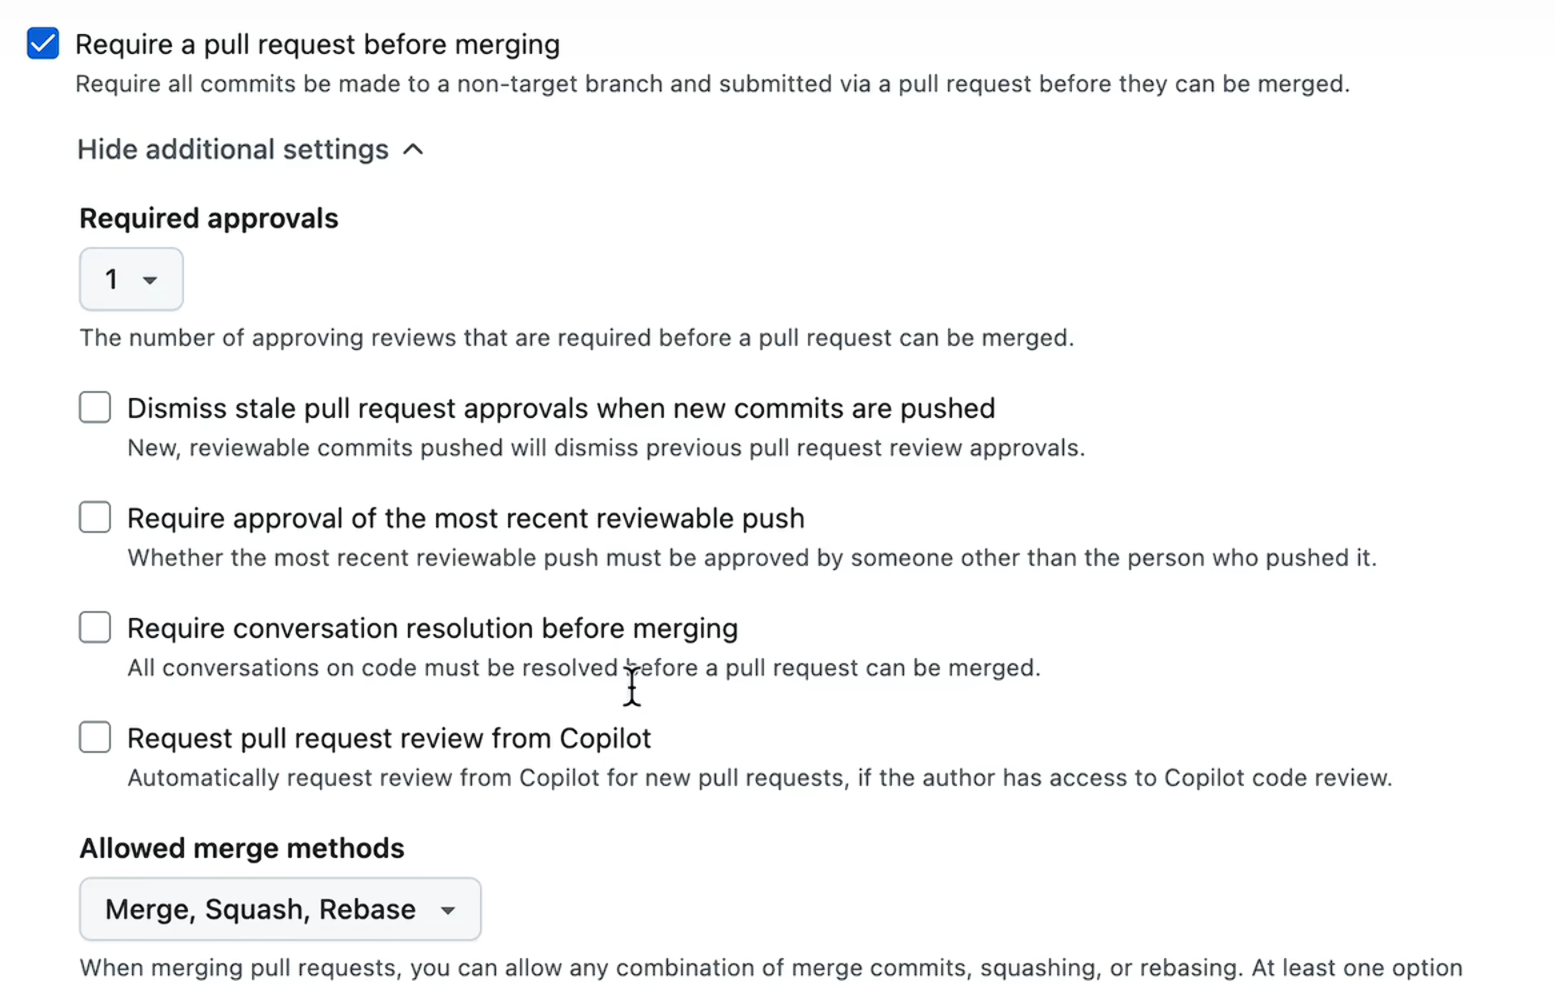 Require a pull request before merging
Require all commits be made to a non-target branch and submitted via a pull request before they can be merged.
Hide additional settings
Required approvals
1
The number of approving reviews that are required before a pull request can be merged.
Dismiss stale pull request approvals when new commits are pushed
New, reviewable commits pushed will dismiss previous pull request review approvals.
Require approval of the most recent reviewable push
Whether the most recent reviewable push must be approved by someone other than the person who pushed it.
Require conversation resolution before merging
All conversations on code must be resolved before a pull request can be merged.
Request pull request review from Copilot
Automatically request review from Copilot for new pull requests, if the author has access to Copilot code review.
Allowed merge methods
Merge, Squash, Rebase
When merging pull requests, you can allow any combination of merge commits, squashing, or rebasing. At least one option